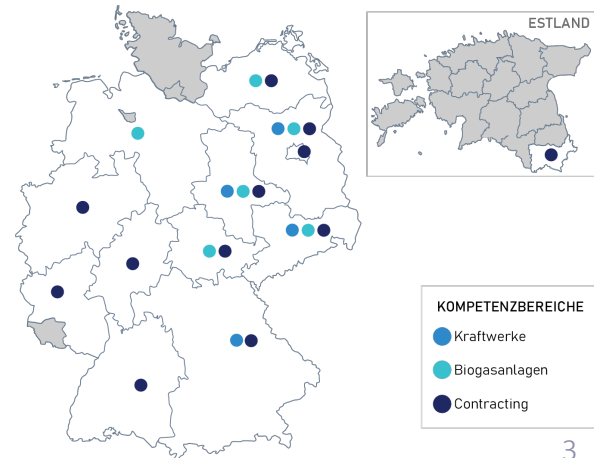 ESTLAND
KOMPETENZBEREICHE
Kraftwerke
Biogasanlagen
Contracting
3